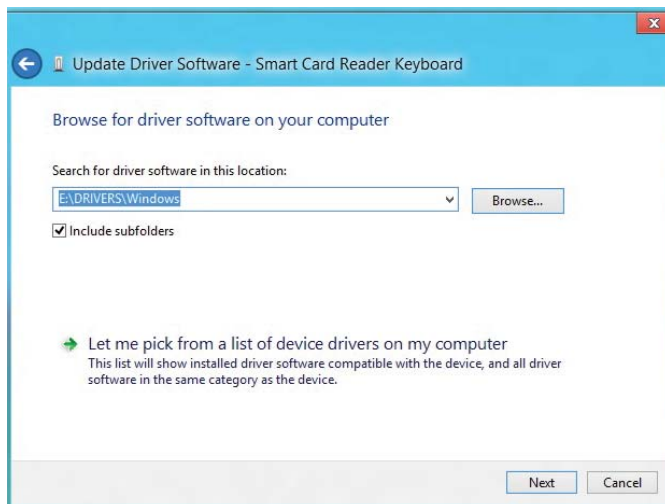 Update Driver Software - Smart Card Reader Keyboard
Browse for driver software on your computer
Search for driver software in this location:
E:\DRIVERS\Windows
Browse...
Include subfolders
Let me pick from a list of device drivers on my computer
This list will show installed driver software compatible with the device, and all driver
software in the same category as the device.
Next
Cancel